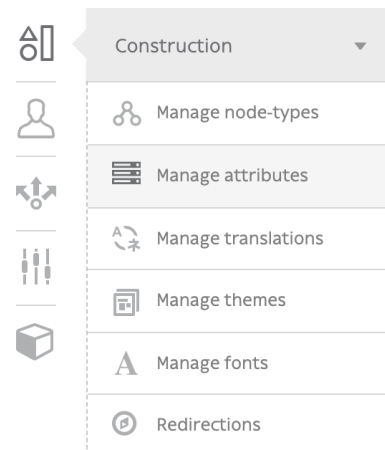 Construction
Manage node-types
Manage attributes
Manage translations
Manage themes
Manage fonts
Redirections